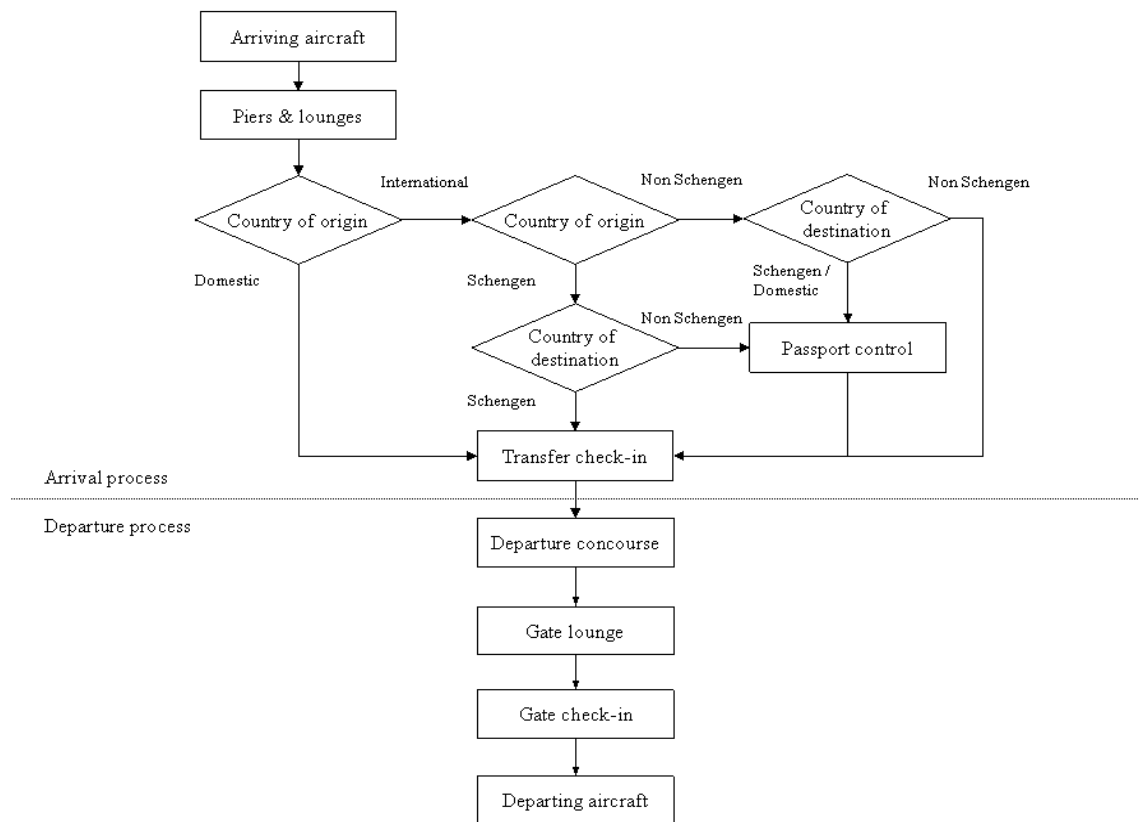 Arriving aircraft
Piers & lounges
International
Non Schengen
Non Schengen
Country of origin
Country of origin
Country of
destination
Domestic
Schengen
Schengen /
Domestic
Non Schengen
Country of
destination
Passport control
Schengen
Transfer check-in
Arrival process
Departure process
Departure concourse
Gate lounge
Gate check-in
Departing aircraft